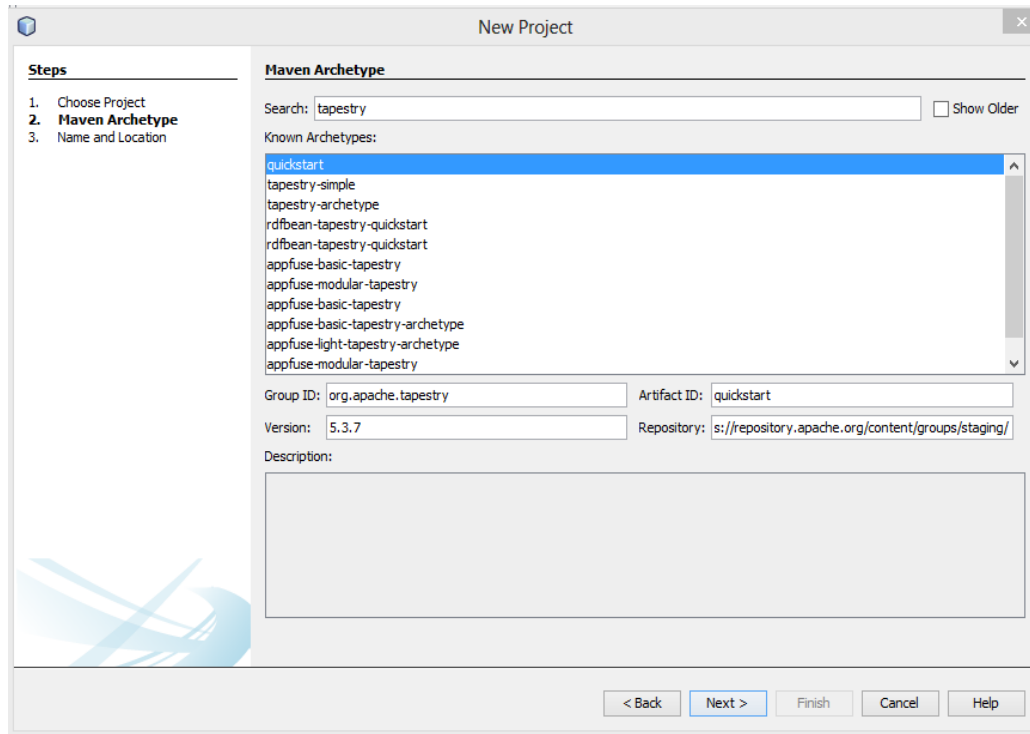 New Project
Steps
1. Choose Project
2. Maven Archetype
3. Name and Location
Maven Archetype
Search: tapestry
Show Older
Known Archetypes:
quickstart
tapestry-simple
tapestry-archetype
rdfbean-tapestry-quickstart
rdfbean-tapestry-quickstart
appfuse-basic-tapestry
appfuse-modular-tapestry
appfuse-basic-tapestry
appfuse-basic-tapestry-archetype
appfuse-light-tapestry-archetype
appfuse-modular-tapestry
Group ID: org.apache.tapestry Artifact ID: quickstart
Version: 5.3.7 Repository: s://repository.apache.org/content/groups/staging/
Description:
< Back Next > Finish Cancel Help